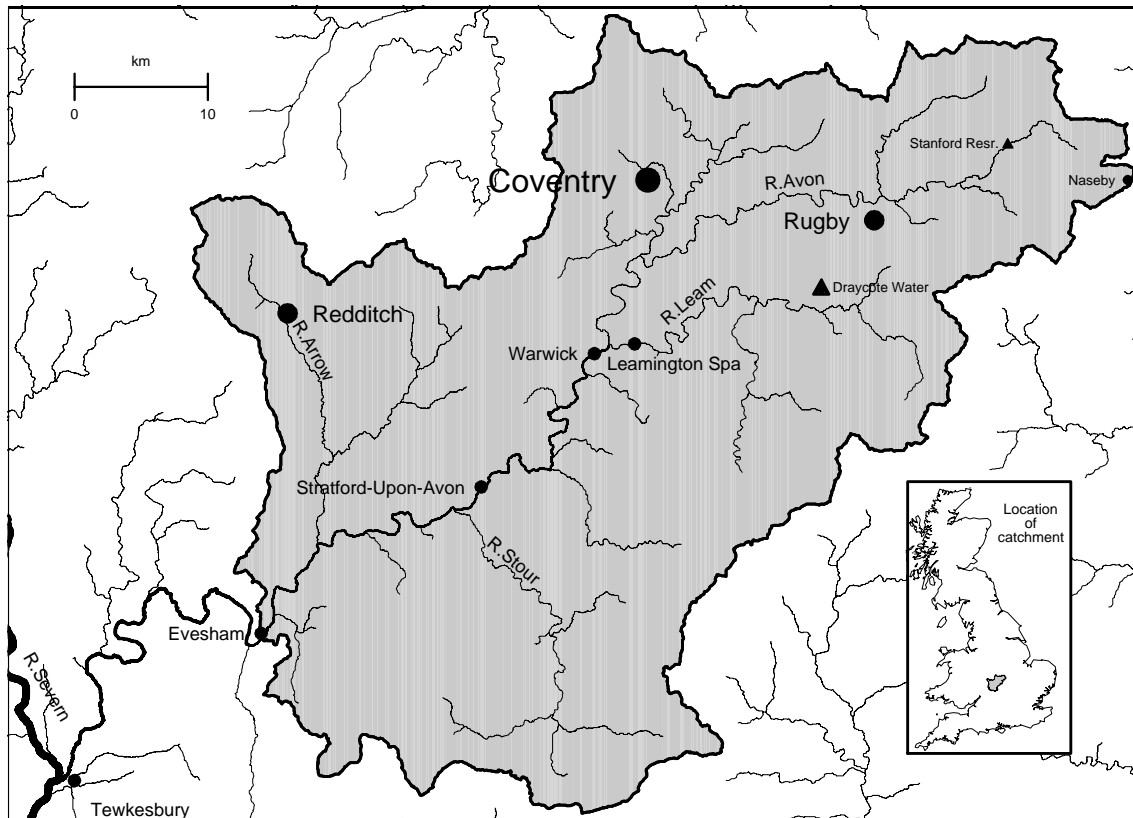 km
0 10
Stanford Resr.
Naseby
Coventry
R.Avon
Rugby
Draycote Water
R.Leam
Redditch
R.Arrow
Warwick
Leamington Spa
Stratford-Upon-Avon
R.Stour
Location
of
catchment
Evesham
R.Severn
Tewkesbury